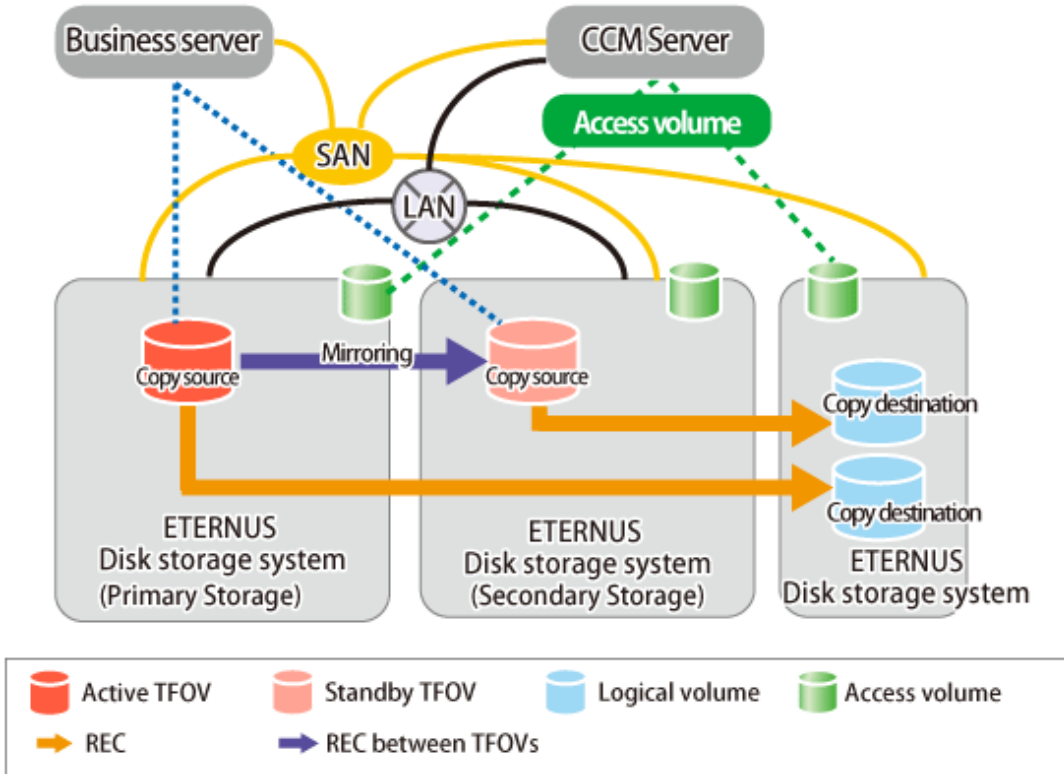 Business server
CCM Server
Access volume
SAN
LAN
Mirroring
Copy source
Copy source
Copy destination
Copy destination
ETERNUS
Disk storage system
(Primary Storage)
ETERNUS
Disk storage system
(Secondary Storage)
ETERNUS
Disk storage system
Active TFOV
Standby TFOV
Logical volume
Access volume
REC
REC between TFOVs